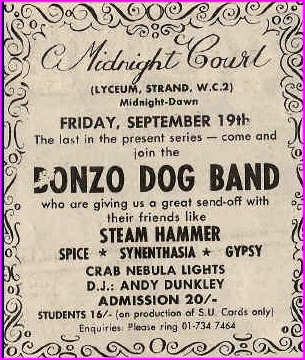 A Midnight Court
(LYCEUM, STRAND, W.C.2)
Midnight-Dawn
FRIDAY, SEPTEMBER 19th
The last in the present series — come and
join the
BONZO DOG BAND
who are giving us a great send-off with
their friends like
STEAM HAMMER
SPICE ★ SYNENTHASIA ★ GYPSY
CRAB NEBULA LIGHTS
D.J.: ANDY DUNKLEY
ADMISSION 20/-
STUDENTS 16/- (on production of S.U. Cards only)
Enquiries: Please ring 01-734 7464